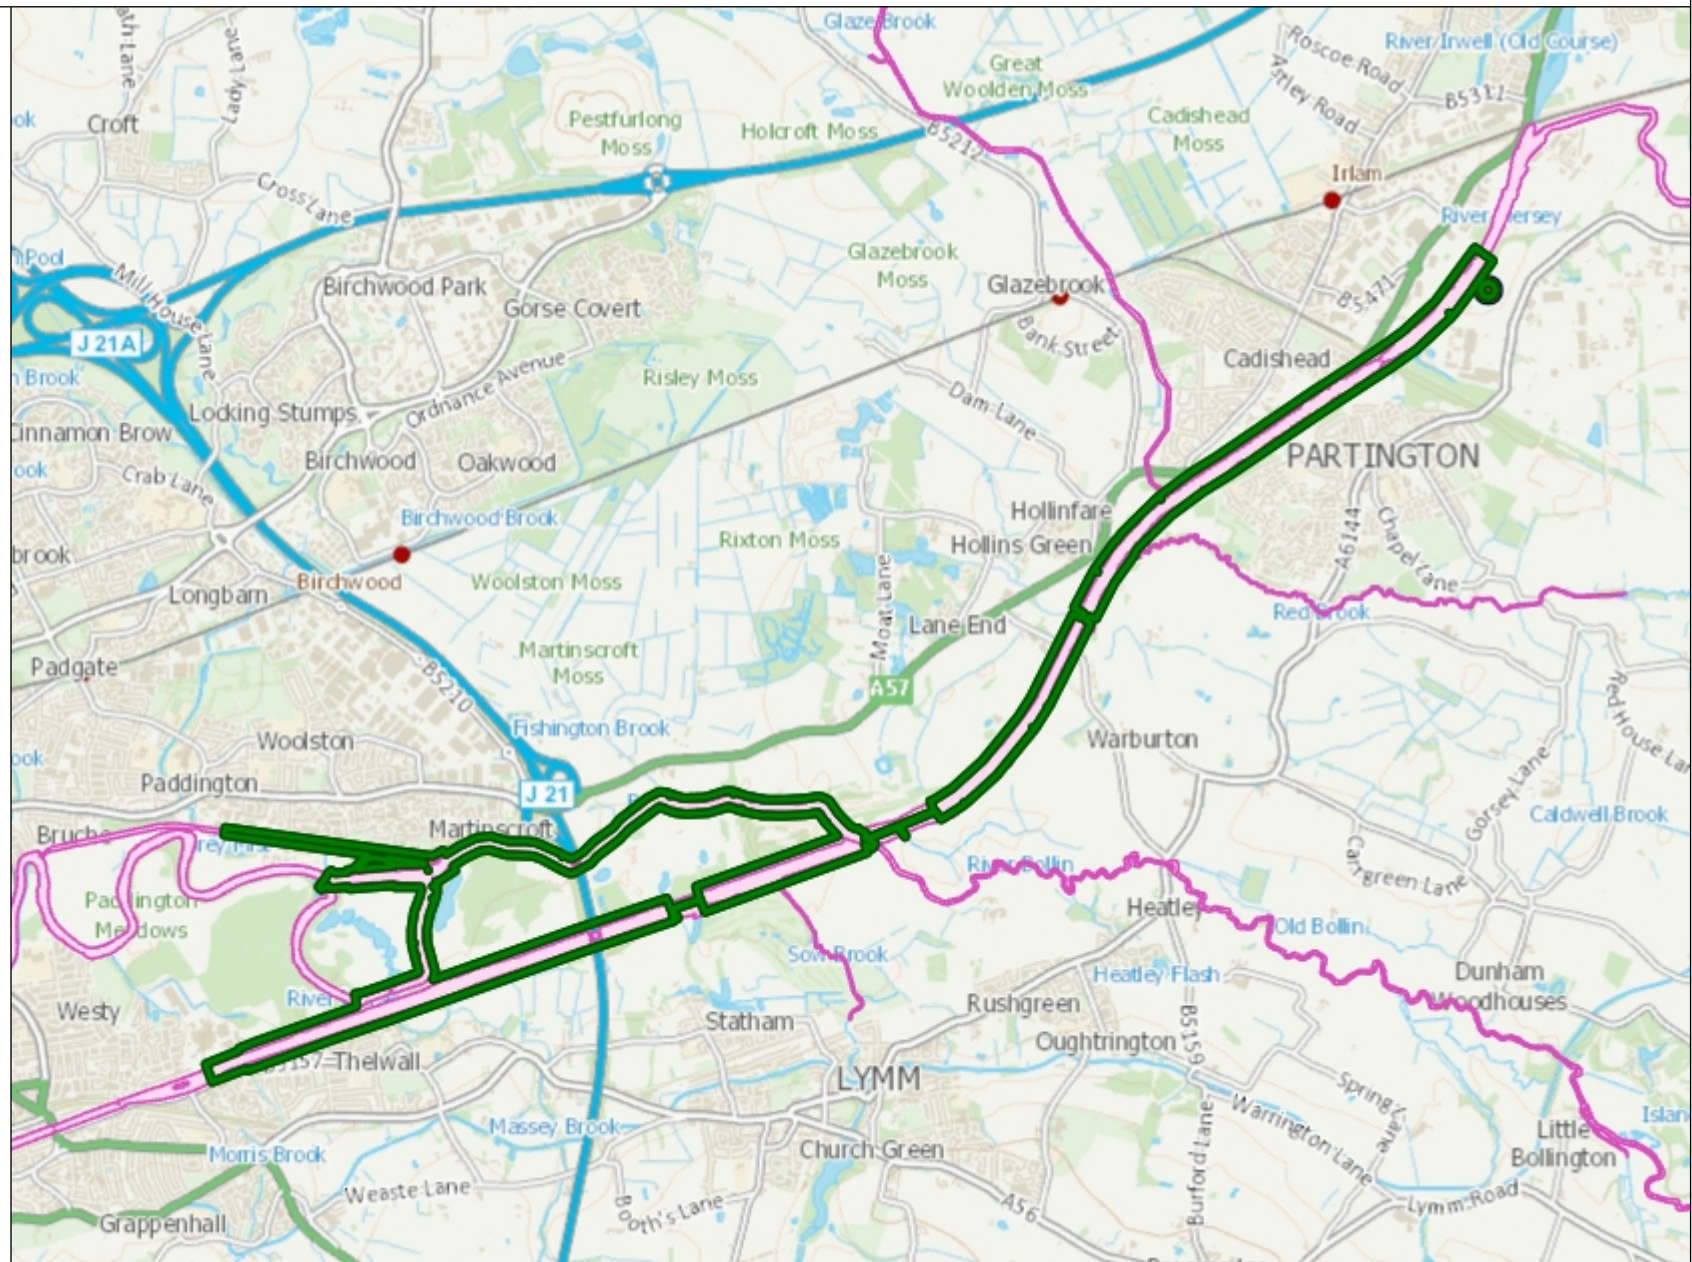 Glaze Brook
River Irwell (Old Course)
Roscoe Road
Astley Road
B5311
Great
Woolden Moss
Lady Lane
Croft
Pestfurlong
Moss
Holcroft Moss
B5212
Cadishead
Moss
Irlam
Cross Lane
Glazebrook
Moss
Mill House Lane
Birchwood Park
Gorse Covert
Glazebrook
Bank Street
B5471
J 21A
Cadishead
Risley Moss
Ordnance Avenue
Dam Lane
Locking Stumps
Cinnamon Brow
Birchwood
Oakwood
PARTINGTON
Crab Lane
Birchwood Brook
Hollinfare
Rixton Moss
Hollins Green
A6144
Chapel Lane
Birchwood
Woolston Moss
Longbarn
Moat Lane
Red Brook
Lane End
Martinscroft
Moss
Padgate
B5210
A57
Fishington Brook
Woolston
Warburton
Paddington
J 21
Gorsey Lane
Caldwell Brook
Martinscroft
River Bollin
Carrgreen Lane
Paddington
Meadows
Heatley
Old Bollin
Sow Brook
Heatley Flash
Dunham
Woodhouses
River
Westy
Rushgreen
Statham
B5159
Oughtrington
Thelwall
LYMM
Spring Lane
Warrington Lane
Massey Brook
Burford Lane
Church Green
Little
Bollington
Morris Brook
Weaste Lane
Booth's Lane
A56
Lymm Road
Grappenhall